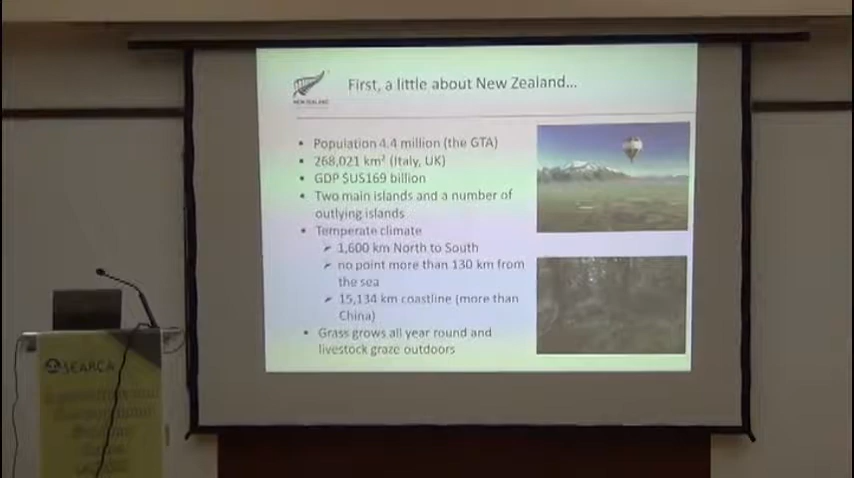 NEW ZEALAND
First, a little about New Zealand...
• Population 4.4 million (the GTA)
• 268,021 km² (Italy, UK)
• GDP $US169 billion
• Two main islands and a number of
outlying islands
• Temperate climate
➢ 1,600 km North to South
➢ no point more than 130 km from
the sea
➢ 15,134 km coastline (more than
China)
• Grass grows all year round and
livestock graze outdoors
SEARCA